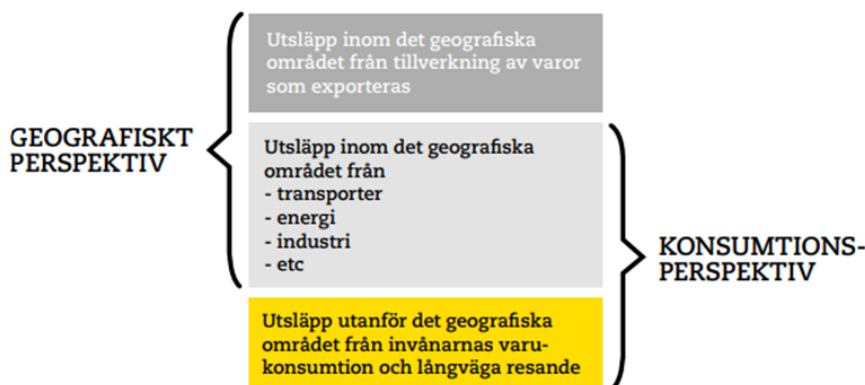 Utsläpp inom det geografiska
området från tillverkning av varor
som exporteras
GEOGRAFISKT
PERSPEKTIV
Utsläpp inom det geografiska
området från
- transporter
- energi
- industri
- etc
KONSUMTIONS-
PERSPEKTIV
Utsläpp utanför det geografiska
området från invånarnas varu-
konsumtion och långväga resande